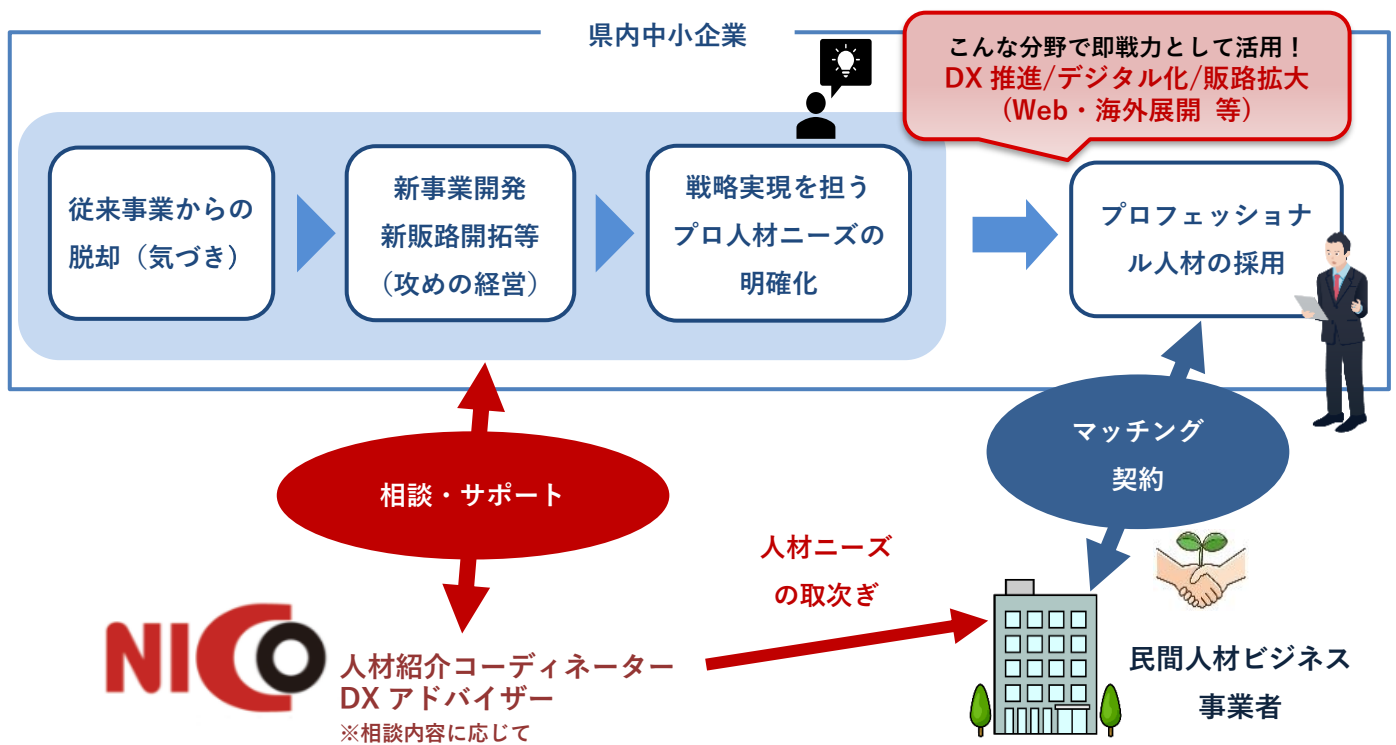 県内中小企業
こんな分野で即戦力として活用！
DX 推進/デジタル化/販路拡大
（Web・海外展開 等）
従来事業からの
脱却（気づき）
新事業開発
新販路開拓等
（攻めの経営）
戦略実現を担う
プロ人材ニーズの
明確化
プロフェッショナ
ル人材の採用
相談・サポート
マッチング
契約
人材ニーズ
の取次ぎ
NICO
人材紹介コーディネーター
DX アドバイザー
※相談内容に応じて
民間人材ビジネス
事業者